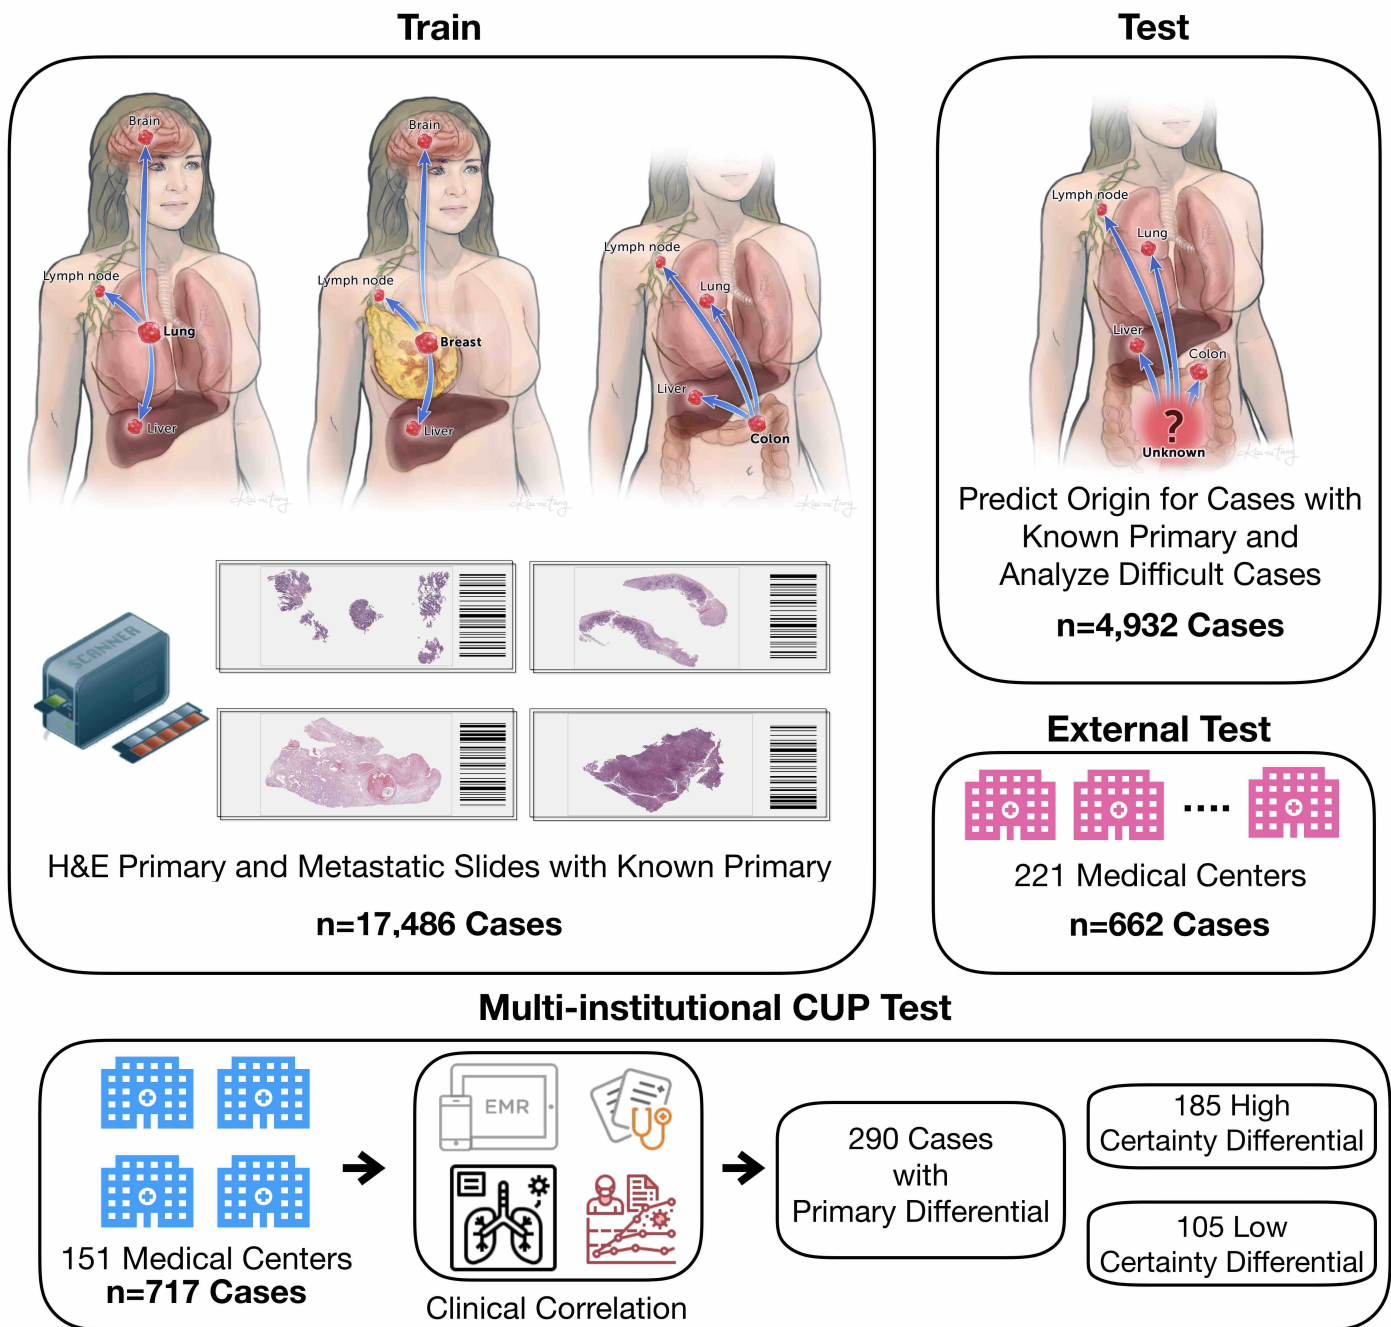 Train
Brain
Lymph node
Lung
Liver
Brain
Lymph node
Breast
Liver
Lymph node
Lung
Liver
Colon
SCANNER
H&E Primary and Metastatic Slides with Known Primary
n=17,486 Cases
Test
Lymph node
Lung
Liver
Colon
?
Unknown
Predict Origin for Cases with
Known Primary and
Analyze Difficult Cases
n=4,932 Cases
External Test
....
221 Medical Centers
n=662 Cases
Multi-institutional CUP Test
151 Medical Centers
n=717 Cases
EMR
Clinical Correlation
290 Cases
with
Primary Differential
185 High
Certainty Differential
105 Low
Certainty Differential